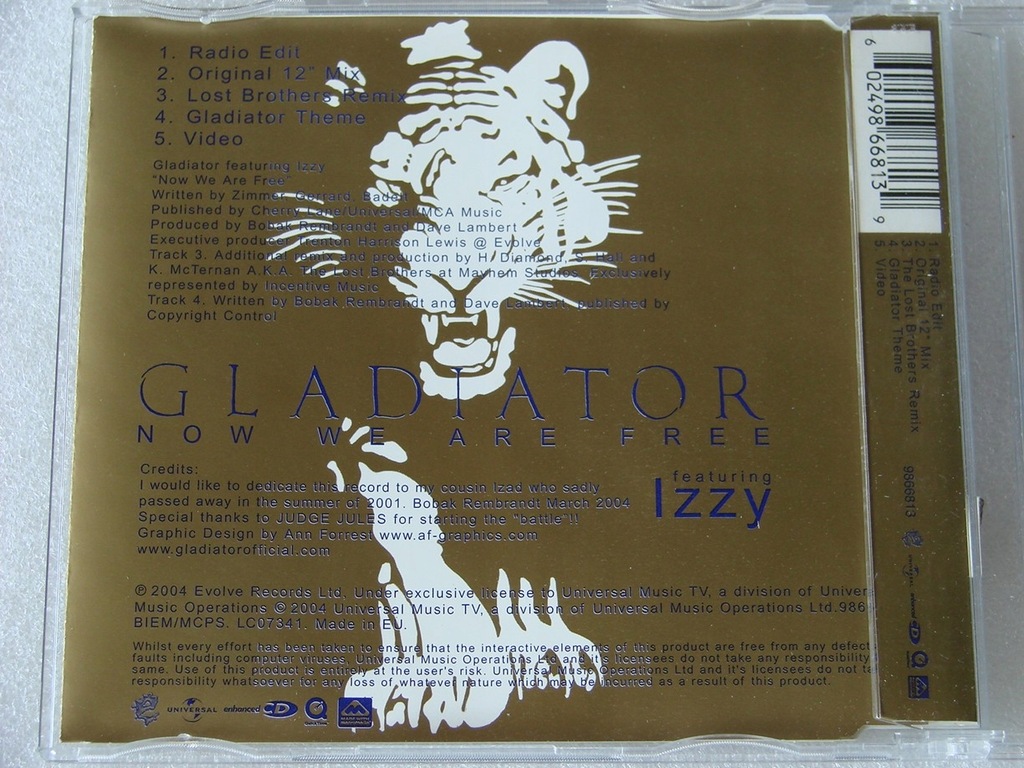 1. Radio Edit
2. Original 12" Mix
3. Lost Brothers Remix
4. Gladiator Theme
5. Video
Gladiator featuring Izzy
"Now We Are Free"
Written by Zimmer, Gerrard, Badelt
Published by Cherry Lane/Universal/MCA Music
Produced by Bobak Rembrandt and Dave Lambert
Executive producer Trenton Harrison Lewis @ Evolve
Track 3. Additional remix and production by H. Diamond, S. Hall and
K. McTernan A.K.A. The Lost Brothers at Mayhem Studios. Exclusively
represented by Incentive Music
Track 4. Written by Bobak Rembrandt and Dave Lambert, published by
Copyright Control
GLADIATOR
NOW WE ARE FREE
featuring
Izzy
Credits:
I would like to dedicate this record to my cousin Izad who sadly
passed away in the summer of 2001. Bobak Rembrandt March 2004
Special thanks to JUDGE JULES for starting the "battle"!!
Graphic Design by Ann Forrest www.af-graphics.com
www.gladiatorofficial.com
℗ 2004 Evolve Records Ltd, Under exclusive license to Universal Music TV, a division of Univer
Music Operations © 2004 Universal Music TV, a division of Universal Music Operations Ltd.986
BIEM/MCPS. LC07341. Made in EU.
Whilst every effort has been taken to ensure that the interactive elements of this product are free from any defect
faults including computer viruses, Universal Music Operations Ltd and it's licensees do not take any responsibility
same. Use of this product is entirely at the user's risk. Universal Music Operations Ltd and it's licensees do not ta
responsibility whatsoever for any loss of whatever nature which may be incurred as a result of this product.
UNIVERSAL enhanced CD
6 02498 66813 9
1. Radio Edit
2. Original 12" Mix
3. The Lost Brothers Remix
4. Gladiator Theme
5. Video
9866813